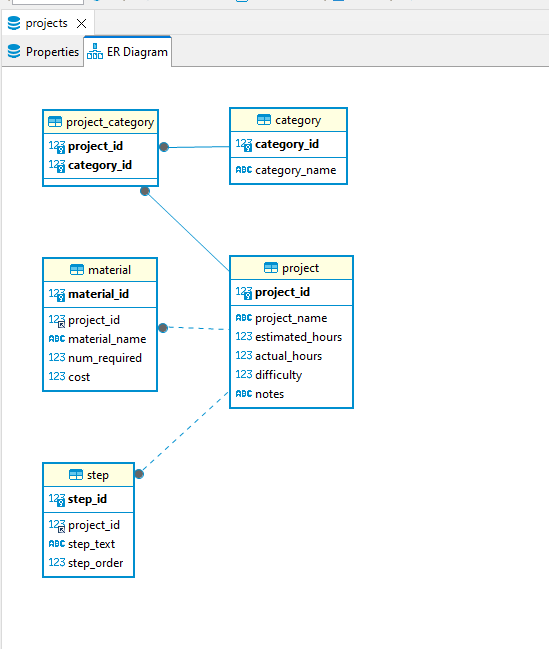 projects
Properties
ER Diagram
project_category
123 project_id
123 category_id
category
123 category_id
ABC category_name
material
123 material_id
123 project_id
ABC material_name
123 num_required
123 cost
project
123 project_id
ABC project_name
123 estimated_hours
123 actual_hours
123 difficulty
ABC notes
step
123 step_id
123 project_id
ABC step_text
123 step_order